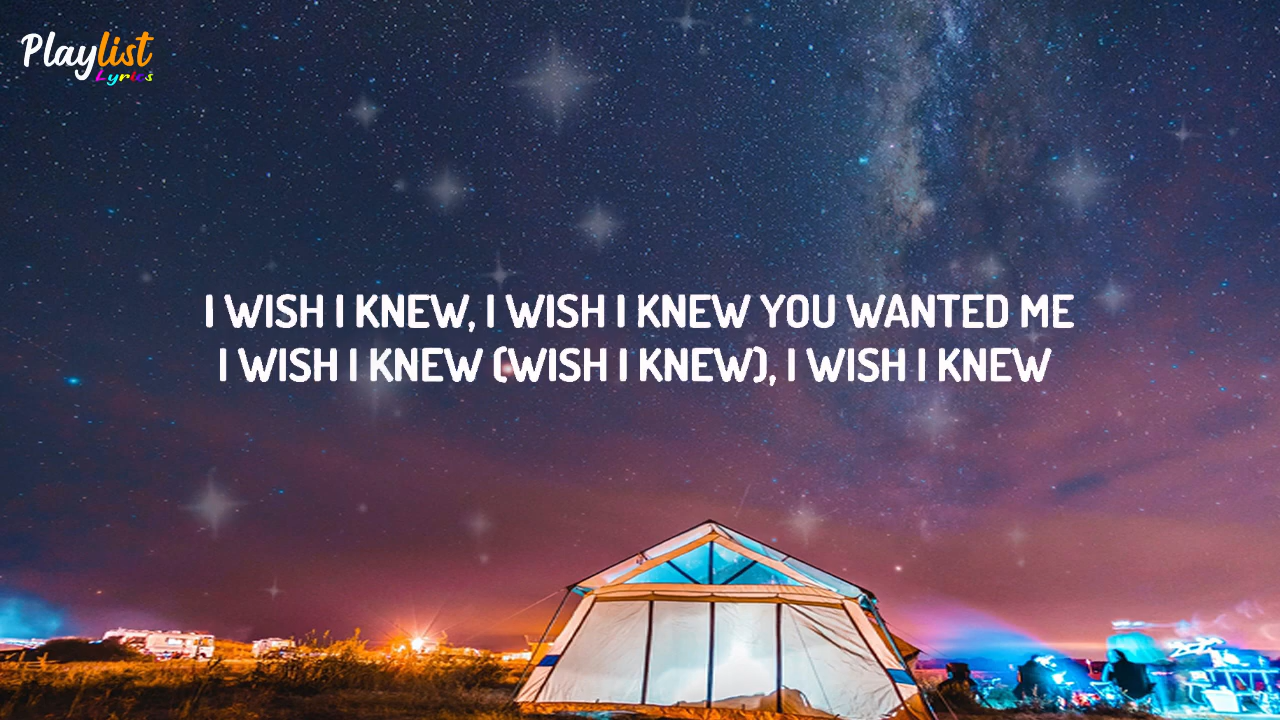 Playlist
Lyrics
I WISH I KNEW, I WISH I KNEW YOU WANTED ME
I WISH I KNEW (WISH I KNEW), I WISH I KNEW